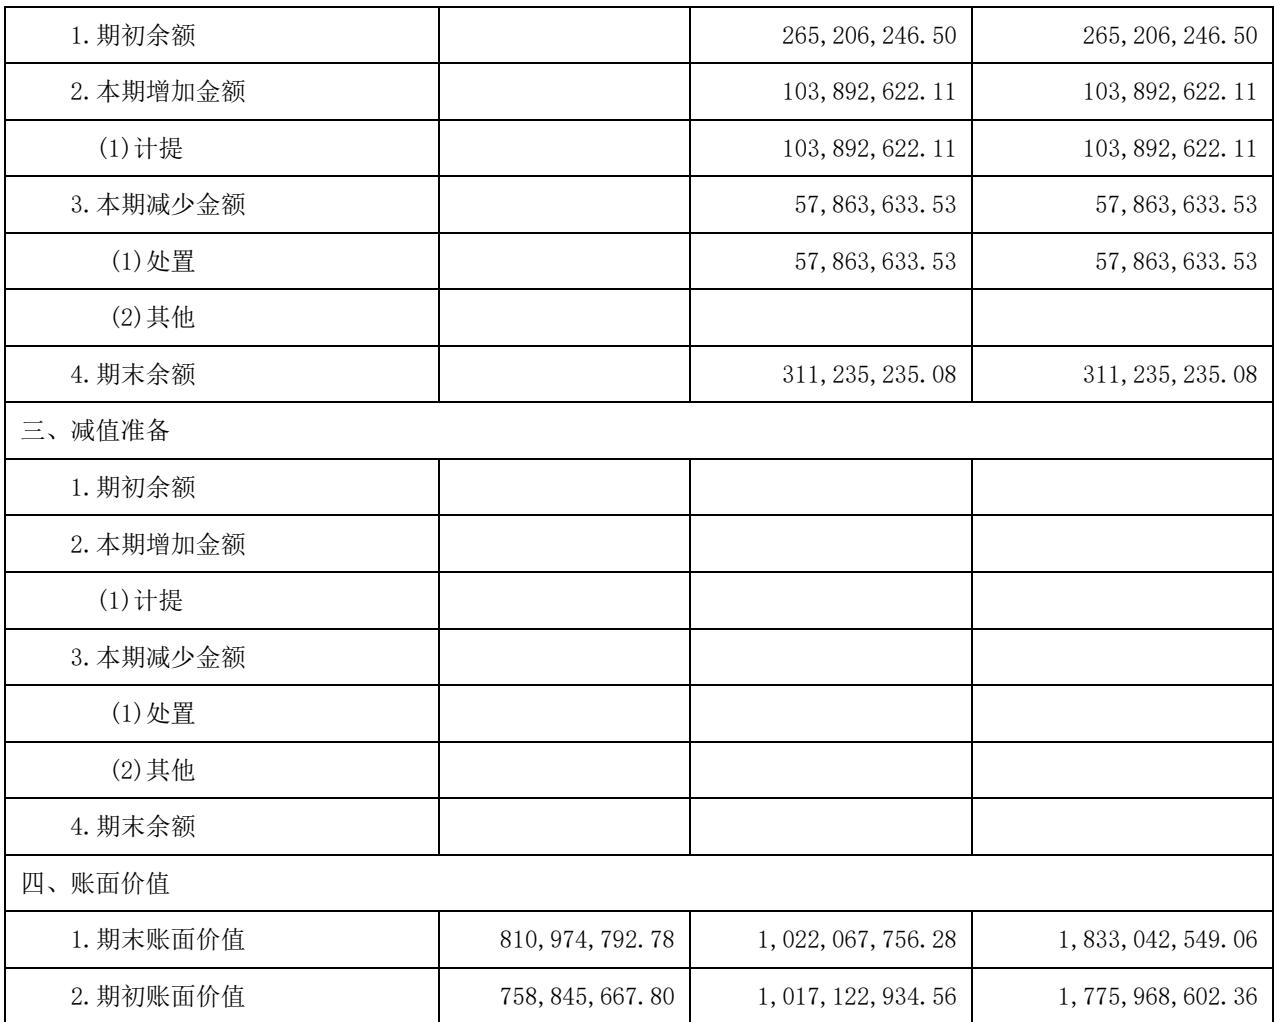 1.期初余额 265,206,246.50 265,206,246.50
2.本期增加金额 103,892,622.11 103,892,622.11
(1)计提 103,892,622.11 103,892,622.11
3.本期减少金额 57,863,633.53 57,863,633.53
(1)处置 57,863,633.53 57,863,633.53
(2)其他
4.期末余额 311,235,235.08 311,235,235.08
三、减值准备
1.期初余额
2.本期增加金额
(1)计提
3.本期减少金额
(1)处置
(2)其他
4.期末余额
四、账面价值
1.期末账面价值 810,974,792.78 1,022,067,756.28 1,833,042,549.06
2.期初账面价值 758,845,667.80 1,017,122,934.56 1,775,968,602.36